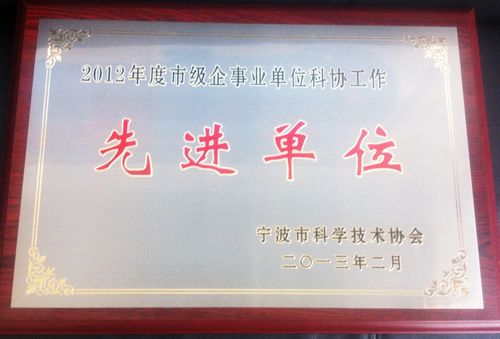 2012年度市级企事业单位科协工作
先进单位
宁波市科学技术协会
二〇一三年二月